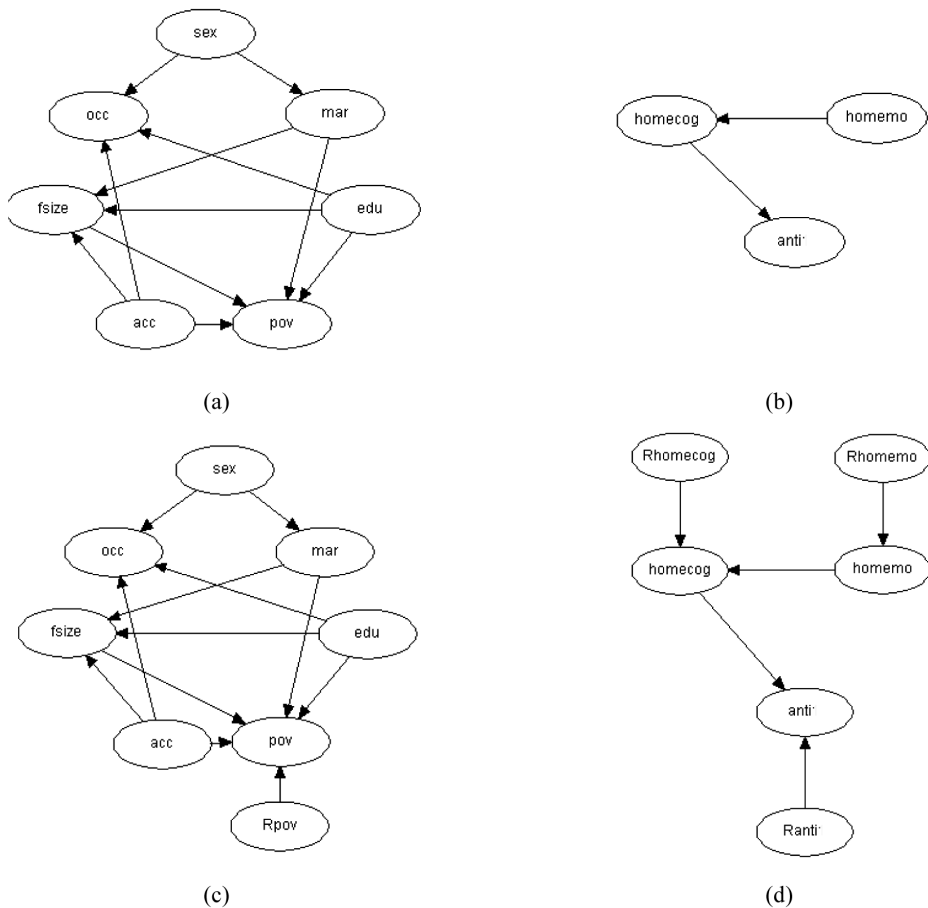 sex
occ
mar
fsize
edu
acc
pov
(a)
homecog
homemo
anti
(b)
sex
occ
mar
fsize
edu
acc
pov
Rpov
(c)
Rhomecog
Rhomemo
homecog
homemo
anti
Ranti
(d)